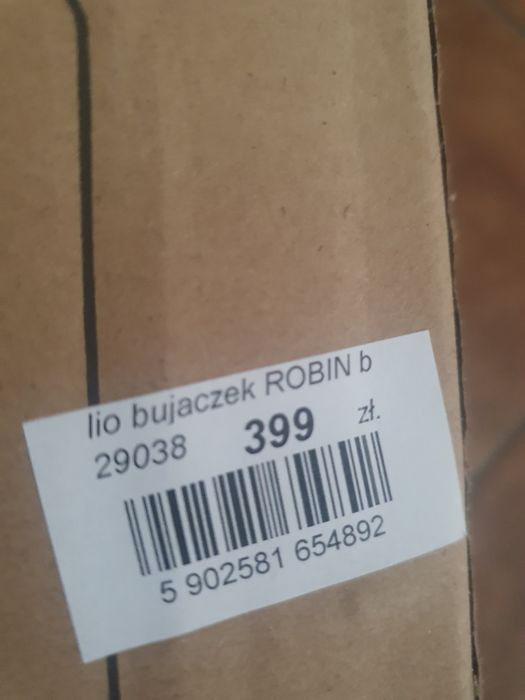 lio bujaczek ROBIN b
29038 399 zł.
5 902581 654892